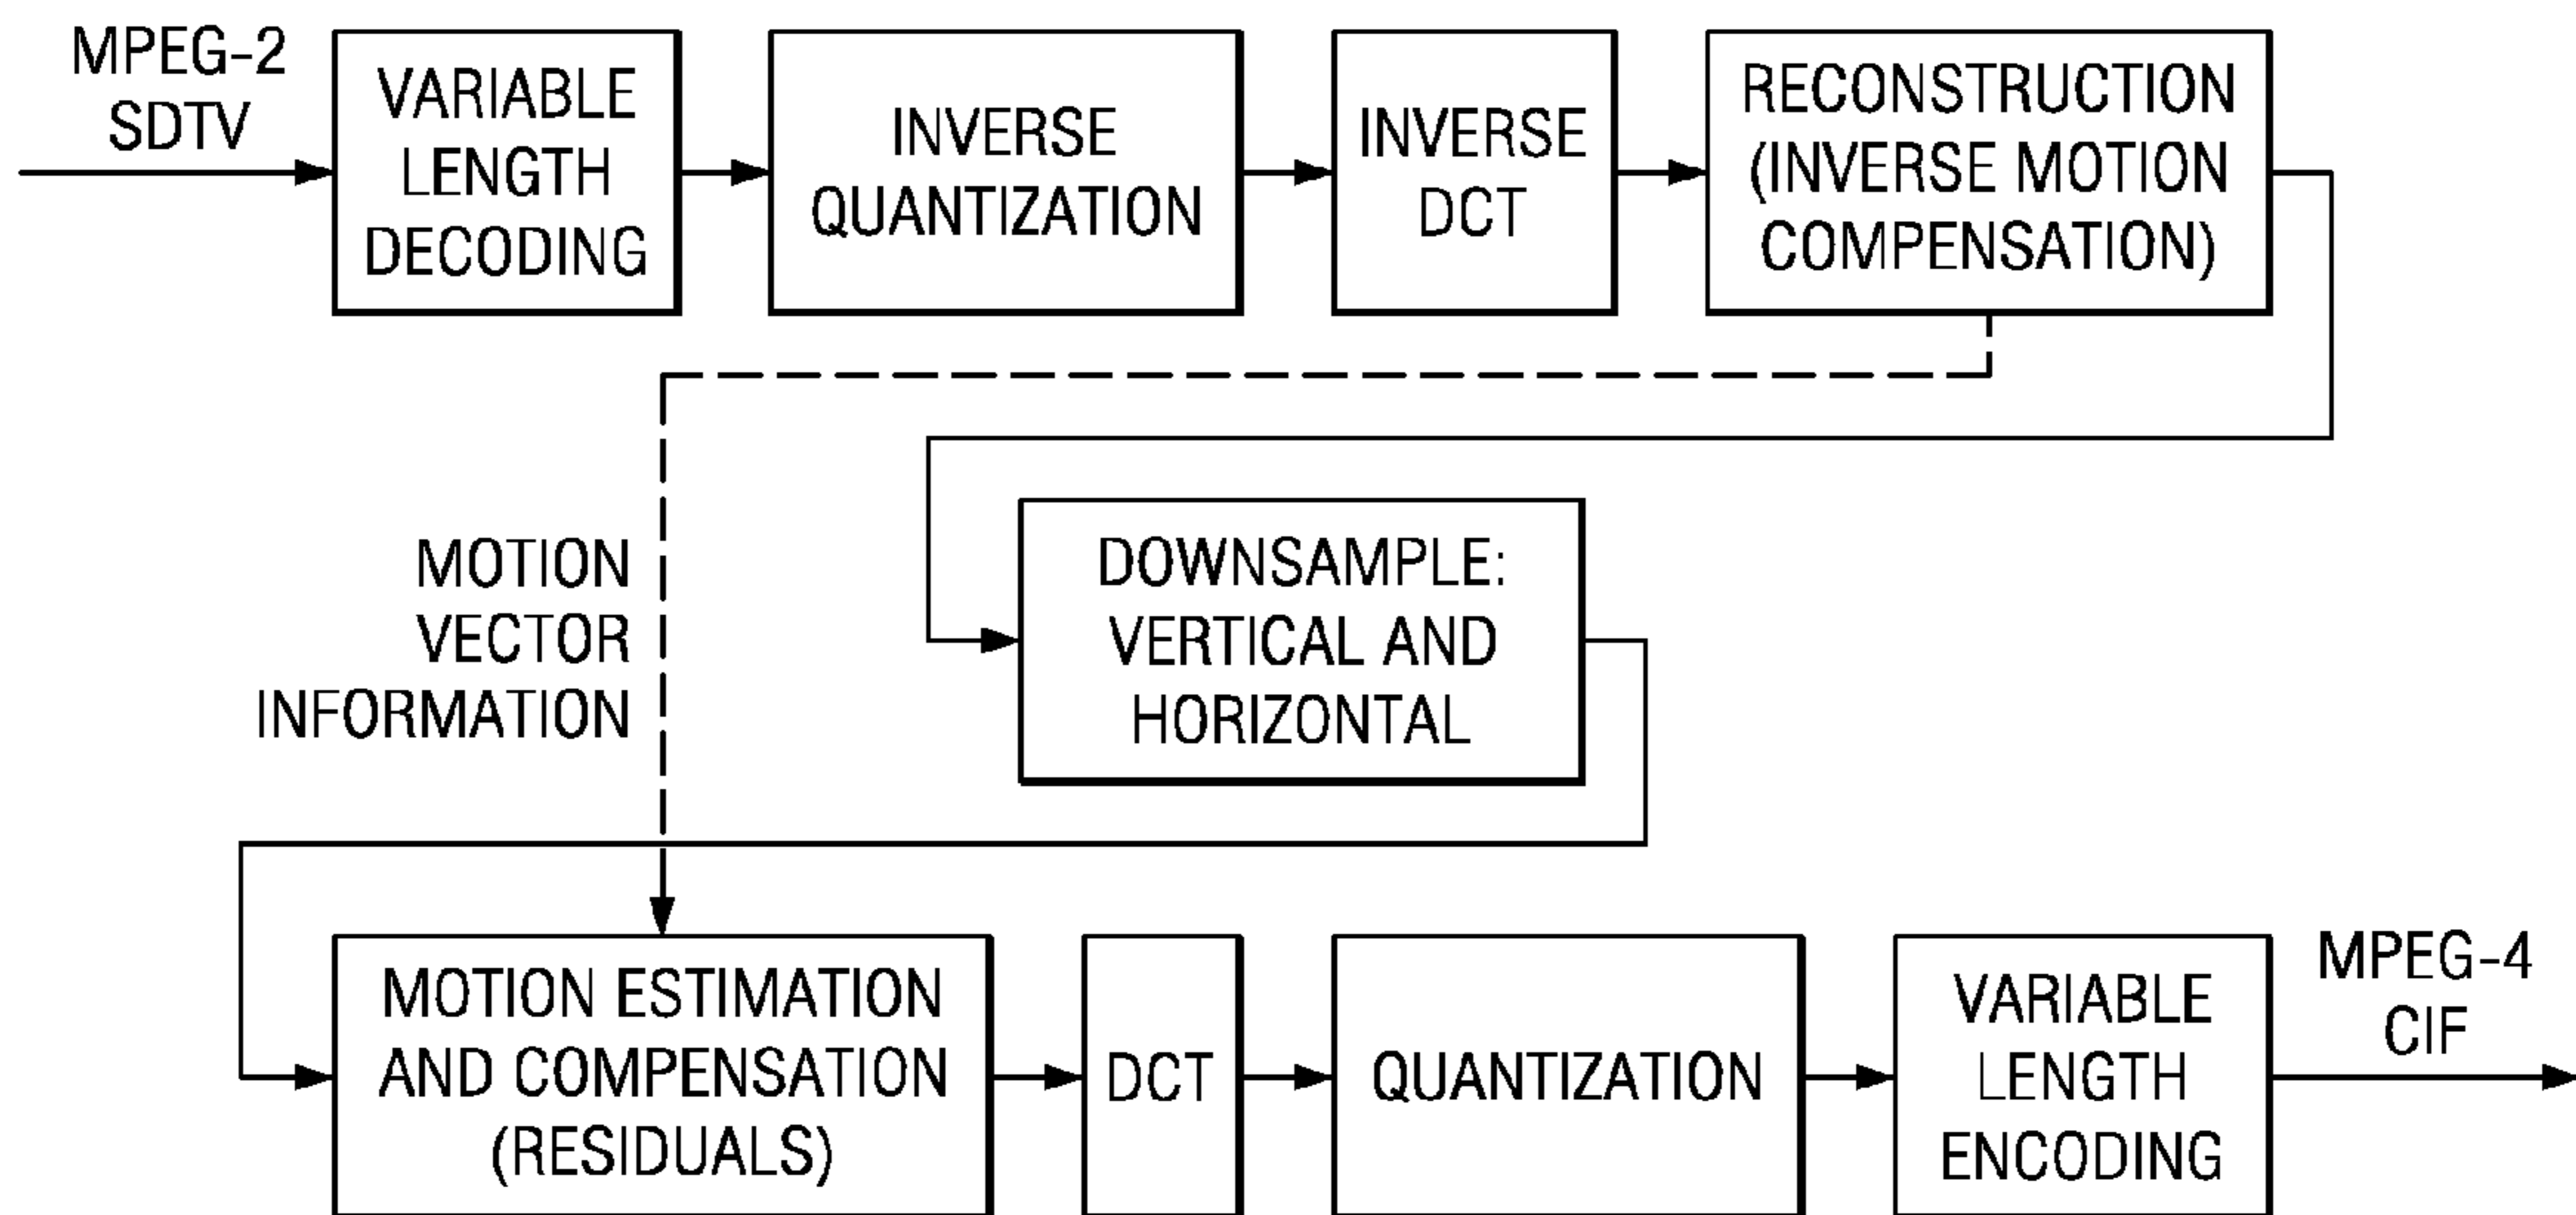 MPEG-2
SDTV
VARIABLE
LENGTH
DECODING
INVERSE
QUANTIZATION
INVERSE
DCT
RECONSTRUCTION
(INVERSE MOTION
COMPENSATION)
MOTION
VECTOR
INFORMATION
DOWNSAMPLE:
VERTICAL AND
HORIZONTAL
MOTION ESTIMATION
AND COMPENSATION
(RESIDUALS)
DCT
QUANTIZATION
VARIABLE
LENGTH
ENCODING
MPEG-4
CIF